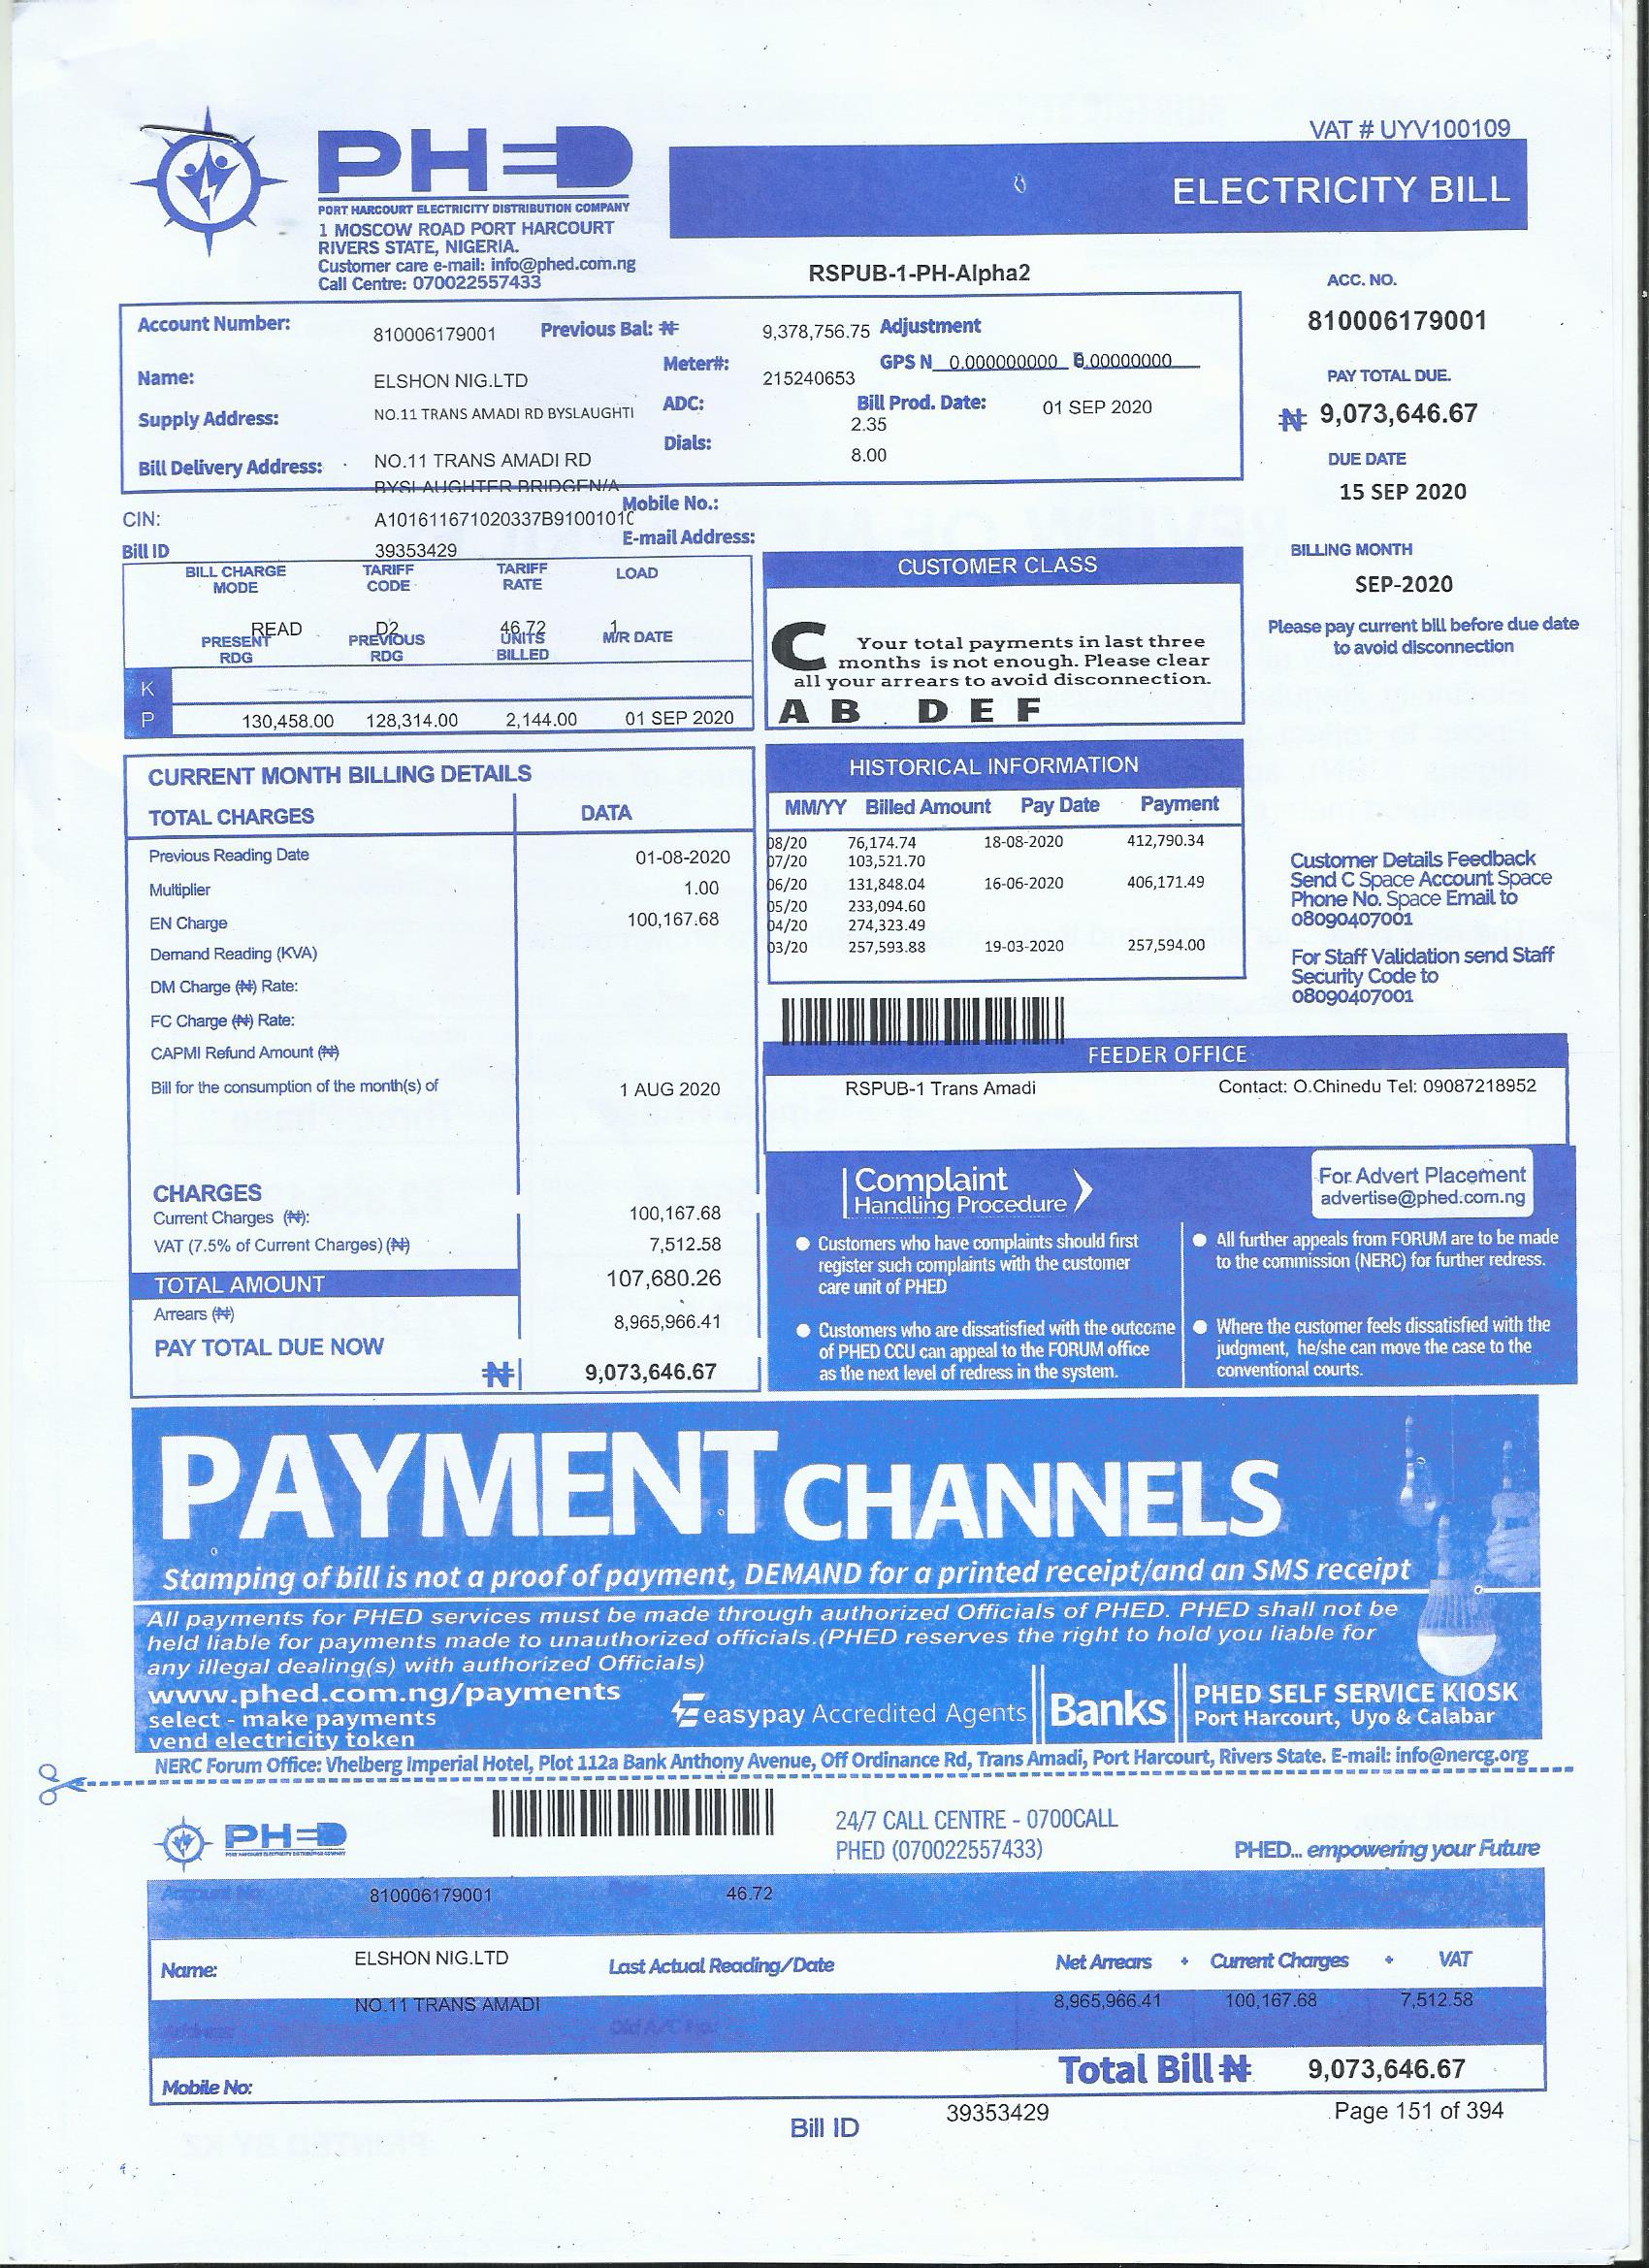 VAT # UYV100109
PHED
PORT HARCOURT ELECTRICITY DISTRIBUTION COMPANY
1 MOSCOW ROAD PORT HARCOURT
RIVERS STATE, NIGERIA.
Customer care e-mail: info@phed.com.ng
Call Centre: 070022557433
ELECTRICITY BILL
RSPUB-1-PH-Alpha2
ACC. NO.
810006179001
PAY TOTAL DUE.
₦ 9,073,646.67
DUE DATE
15 SEP 2020
BILLING MONTH
SEP-2020
Please pay current bill before due date
to avoid disconnection
Account Number: 810006179001 Previous Bal: ₦ 9,378,756.75 Adjustment
Meter#: 215240653 GPS N 0.000000000 0.00000000
Name: ELSHON NIG.LTD
Supply Address: NO.11 TRANS AMADI RD BYSLAUGHTI
ADC: 2.35 Bill Prod. Date: 01 SEP 2020
Dials: 8.00
Bill Delivery Address: NO.11 TRANS AMADI RD
BYSLAUGHTER BRIDGEN/A
Mobile No.:
CIN: A101611671020337B9100101C
E-mail Address:
Bill ID 39353429
BILL CHARGE MODE TARIFF CODE TARIFF RATE LOAD
READ D2 46.72 1
PRESENT RDG PREVIOUS RDG UNITS BILLED M/R DATE
K
P 130,458.00 128,314.00 2,144.00 01 SEP 2020
CUSTOMER CLASS
C Your total payments in last three
months is not enough. Please clear
all your arrears to avoid disconnection.
A B D E F
CURRENT MONTH BILLING DETAILS
TOTAL CHARGES DATA
Previous Reading Date 01-08-2020
Multiplier 1.00
EN Charge 100,167.68
Demand Reading (KVA)
DM Charge (₦) Rate:
FC Charge (₦) Rate:
CAPMI Refund Amount (₦)
Bill for the consumption of the month(s) of 1 AUG 2020
CHARGES
Current Charges (₦): 100,167.68
VAT (7.5% of Current Charges) (₦) 7,512.58
TOTAL AMOUNT 107,680.26
Arrears (₦) 8,965,966.41
PAY TOTAL DUE NOW
₦ 9,073,646.67
HISTORICAL INFORMATION
MM/YY Billed Amount Pay Date Payment
08/20 76,174.74 18-08-2020 412,790.34
07/20 103,521.70
06/20 131,848.04 16-06-2020 406,171.49
05/20 233,094.60
04/20 274,323.49
03/20 257,593.88 19-03-2020 257,594.00
Customer Details Feedback
Send C Space Account Space
Phone No. Space Email to
08090407001
For Staff Validation send Staff
Security Code to
08090407001
FEEDER OFFICE
RSPUB-1 Trans Amadi Contact: O.Chinedu Tel: 09087218952
Complaint
Handling Procedure
For Advert Placement
advertise@phed.com.ng
Customers who have complaints should first
register such complaints with the customer
care unit of PHED
Customers who are dissatisfied with the outcome
of PHED CCU can appeal to the FORUM office
as the next level of redress in the system.
All further appeals from FORUM are to be made
to the commission (NERC) for further redress.
Where the customer feels dissatisfied with the
judgment, he/she can move the case to the
conventional courts.
PAYMENT CHANNELS
Stamping of bill is not a proof of payment, DEMAND for a printed receipt/and an SMS receipt
All payments for PHED services must be made through authorized Officials of PHED. PHED shall not be
held liable for payments made to unauthorized officials.(PHED reserves the right to hold you liable for
any illegal dealing(s) with authorized Officials)
www.phed.com.ng/payments
select - make payments
vend electricity token
easypay Accredited Agents
Banks
PHED SELF SERVICE KIOSK
Port Harcourt, Uyo & Calabar
NERC Forum Office: Vhelberg Imperial Hotel, Plot 112a Bank Anthony Avenue, Off Ordinance Rd, Trans Amadi, Port Harcourt, Rivers State. E-mail: info@nercg.org
PHED
PORT HARCOURT ELECTRICITY DISTRIBUTION COMPANY
24/7 CALL CENTRE - 0700CALL
PHED (070022557433)
PHED... empowering your Future
Account No: 810006179001 46.72
Name: ELSHON NIG.LTD Last Actual Reading/Date Net Arrears + Current Charges + VAT
NO.11 TRANS AMADI 8,965,966.41 100,167.68 7,512.58
Address: Old A/C No.:
Total Bill ₦ 9,073,646.67
Mobile No:
Bill ID 39353429
Page 151 of 394